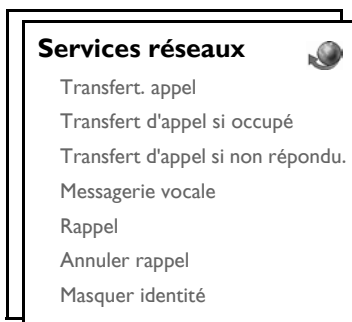 Services réseaux
Transfert. appel
Transfert d'appel si occupé
Transfert d'appel si non répondu.
Messagerie vocale
Rappel
Annuler rappel
Masquer identité